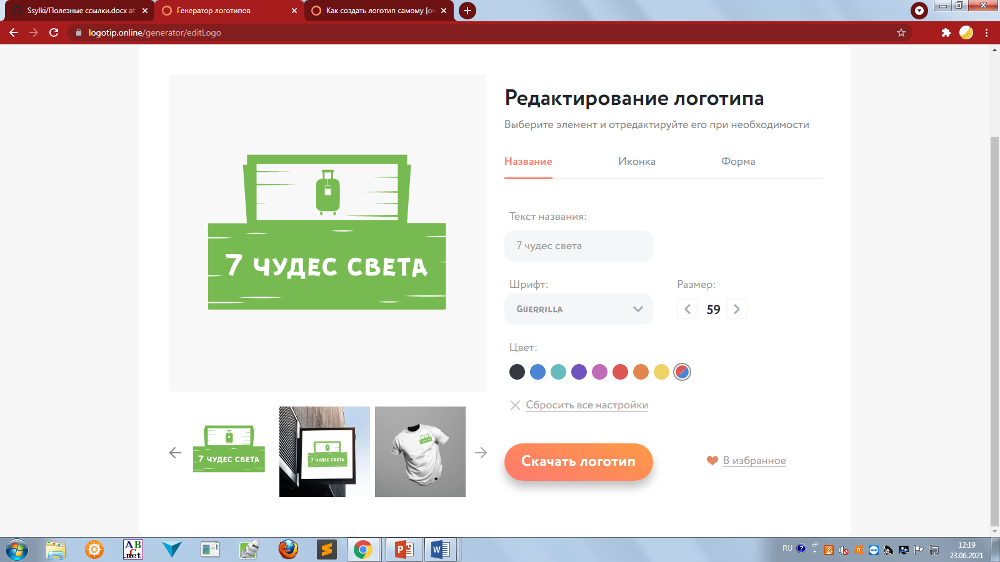 Ssylki/Полезные ссылки.docx at
Генератор логотипов
Как создать логотип самому [оч
logotip.online/generator/editLogo
Редактирование логотипа
Выберите элемент и отредактируйте его при необходимости
Название
Иконка
Форма
Текст названия:
7 чудес света
Шрифт:
Размер:
Guerrilla
59
Цвет:
Сбросить все настройки
Скачать логотип
В избранное
7 ЧУДЕС СВЕТА
7 ЧУДЕС СВЕТА
7 ЧУДЕС СВЕТА
ABC
.net
RU
12:19
23.06.2021